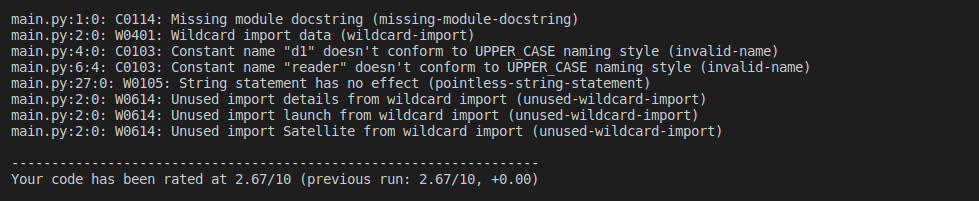 main.py:1:0: C0114: Missing module docstring (missing-module-docstring)
main.py:2:0: W0401: Wildcard import data (wildcard-import)
main.py:4:0: C0103: Constant name "d1" doesn't conform to UPPER_CASE naming style (invalid-name)
main.py:6:4: C0103: Constant name "reader" doesn't conform to UPPER_CASE naming style (invalid-name)
main.py:27:0: W0105: String statement has no effect (pointless-string-statement)
main.py:2:0: W0614: Unused import details from wildcard import (unused-wildcard-import)
main.py:2:0: W0614: Unused import launch from wildcard import (unused-wildcard-import)
main.py:2:0: W0614: Unused import Satellite from wildcard import (unused-wildcard-import)
------------------------------------------------------------------
Your code has been rated at 2.67/10 (previous run: 2.67/10, +0.00)